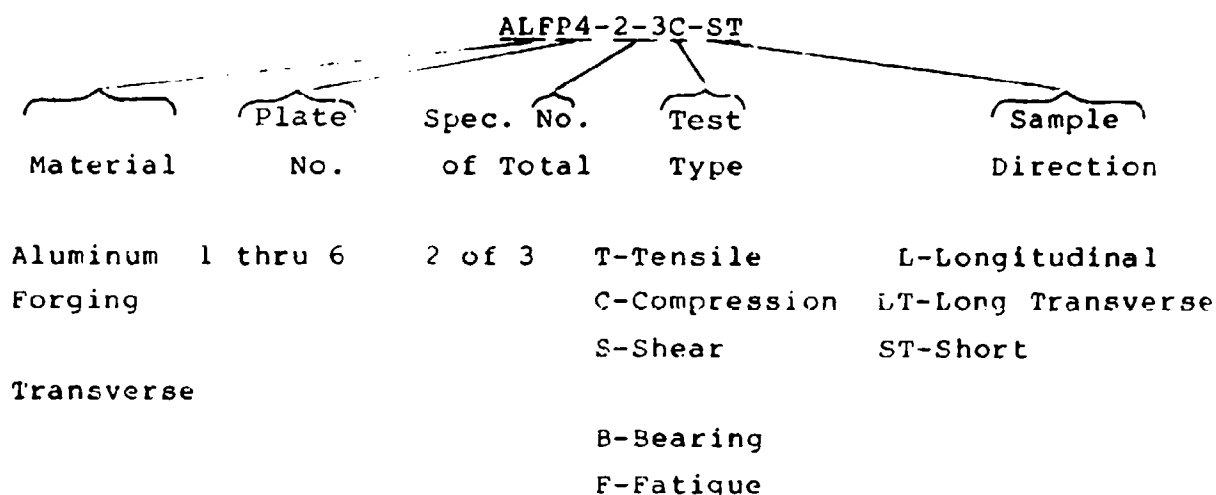 ALFP4-2-3C-ST
Plate Spec. No. Test Sample
Material No. of Total Type Direction
Aluminum 1 thru 6 2 of 3 T-Tensile L-Longitudinal
Forging C-Compression LT-Long Transverse
S-Shear ST-Short
Transverse
B-Bearing
F-Fatigue